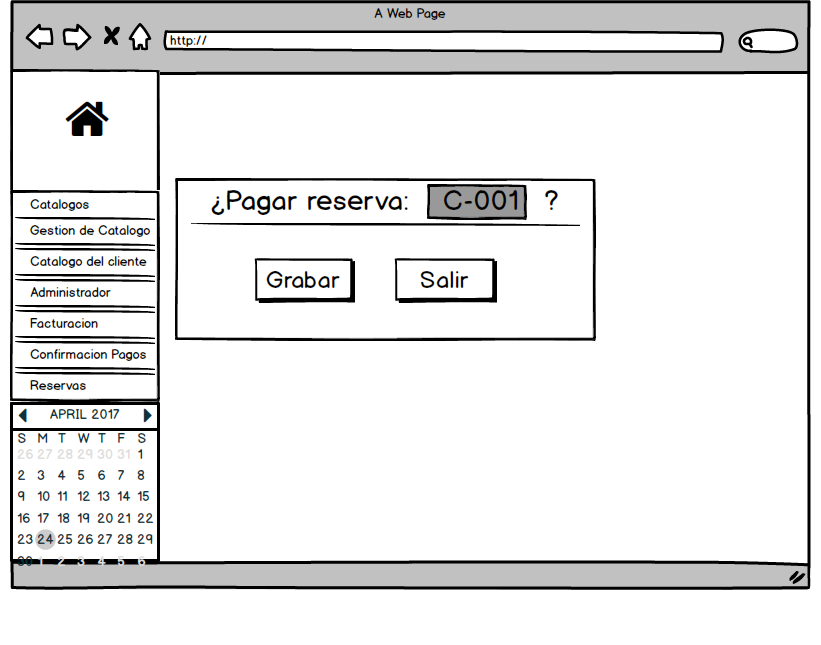 A Web Page
http://
Catalogos
Gestion de Catalogo
Catalogo del cliente
Administrador
Facturacion
Confirmacion Pagos
Reservas
¿Pagar reserva: C-001 ?
Grabar Salir
APRIL 2017
S M T W T F S
26 27 28 29 30 31 1
2 3 4 5 6 7 8
9 10 11 12 13 14 15
16 17 18 19 20 21 22
23 24 25 26 27 28 29
30 1 2 3 4 5 6